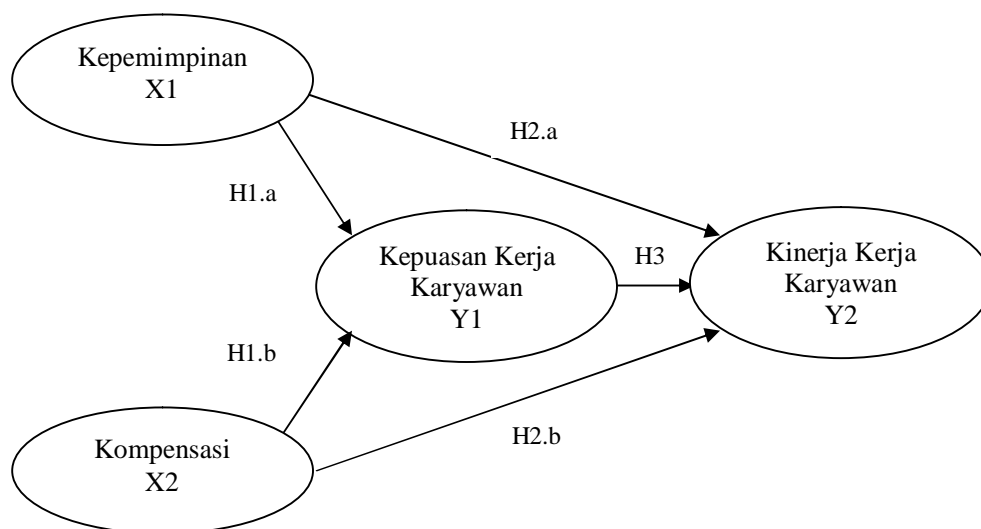 Kepemimpinan
X1
H2.a
H1.a
Kepuasan Kerja
Karyawan
Y1
H3
Kinerja Kerja
Karyawan
Y2
H1.b
H2.b
Kompensasi
X2